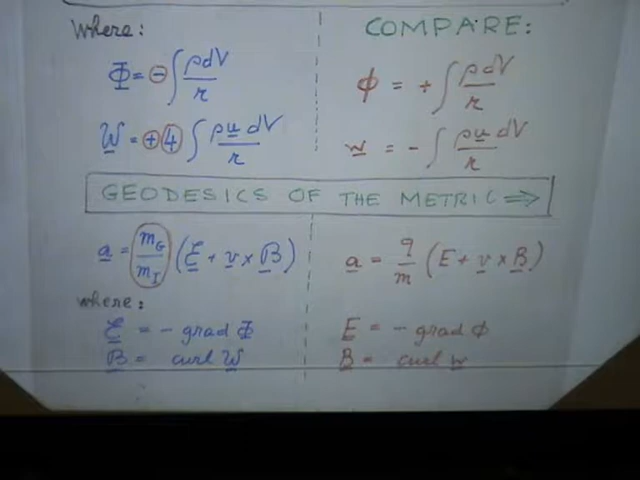 Where:
Φ = − ∫ ρdV / r
W = +4 ∫ ρu dV / r
COMPARE:
ϕ = + ∫ ρdV / r
w = − ∫ ρu dV / r
GEODESICS OF THE METRIC ⇒
a = m_G / m_I (E + v × B)
where:
E = − grad Φ
B = curl W
a = q / m (E + v × B)
E = − grad ϕ
B = curl w